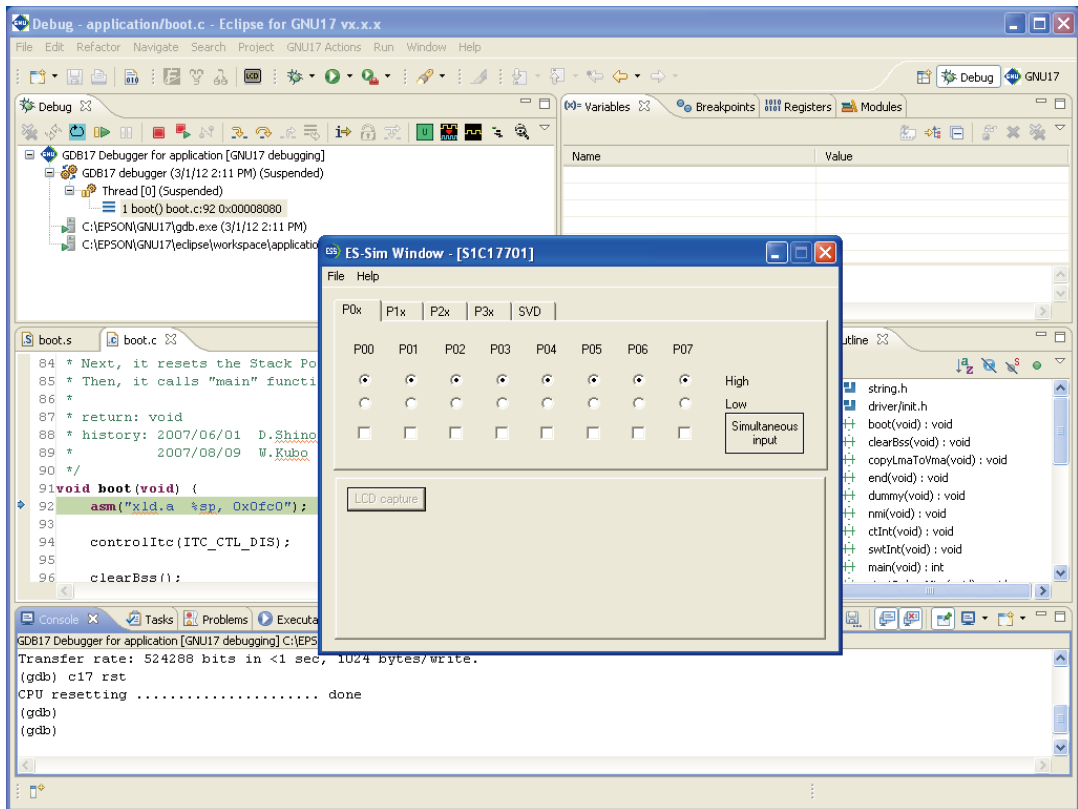 Debug - application/boot.c - Eclipse for GNU17 vx.x.x
File Edit Refactor Navigate Search Project GNU17 Actions Run Window Help
Debug GNU17
Debug
(x)= Variables Breakpoints Registers Modules
GDB17 Debugger for application [GNU17 debugging]
GDB17 debugger (3/1/12 2:11 PM) (Suspended)
Thread [0] (Suspended)
1 boot() boot.c:92 0x00008080
C:\EPSON\GNU17\gdb.exe (3/1/12 2:11 PM)
C:\EPSON\GNU17\eclipse\workspace\applicatio
Name Value
ES-Sim Window - [S1C17701]
File Help
P0x P1x P2x P3x SVD
P00 P01 P02 P03 P04 P05 P06 P07
High
Low
Simultaneous
input
LCD capture
boot.s boot.c
84 * Next, it resets the Stack Po
85 * Then, it calls "main" functi
86 *
87 * return: void
88 * history: 2007/06/01 D.Shino
89 * 2007/08/09 W.Kubo
90 */
91 void boot(void) {
92 asm("xld.a %sp, 0x0fc0");
93
94 controlItc(ITC_CTL_DIS);
95
96 clearBss();
utline
string.h
driver/init.h
boot(void) : void
clearBss(void) : void
copyLmaToVma(void) : void
end(void) : void
dummy(void) : void
nmi(void) : void
ctInt(void) : void
swtInt(void) : void
main(void) : int
Console Tasks Problems Executa
GDB17 Debugger for application [GNU17 debugging] C:\EPS
Transfer rate: 524288 bits in <1 sec, 1024 bytes/write.
(gdb) c17 rst
CPU resetting ..................... done
(gdb)
(gdb)